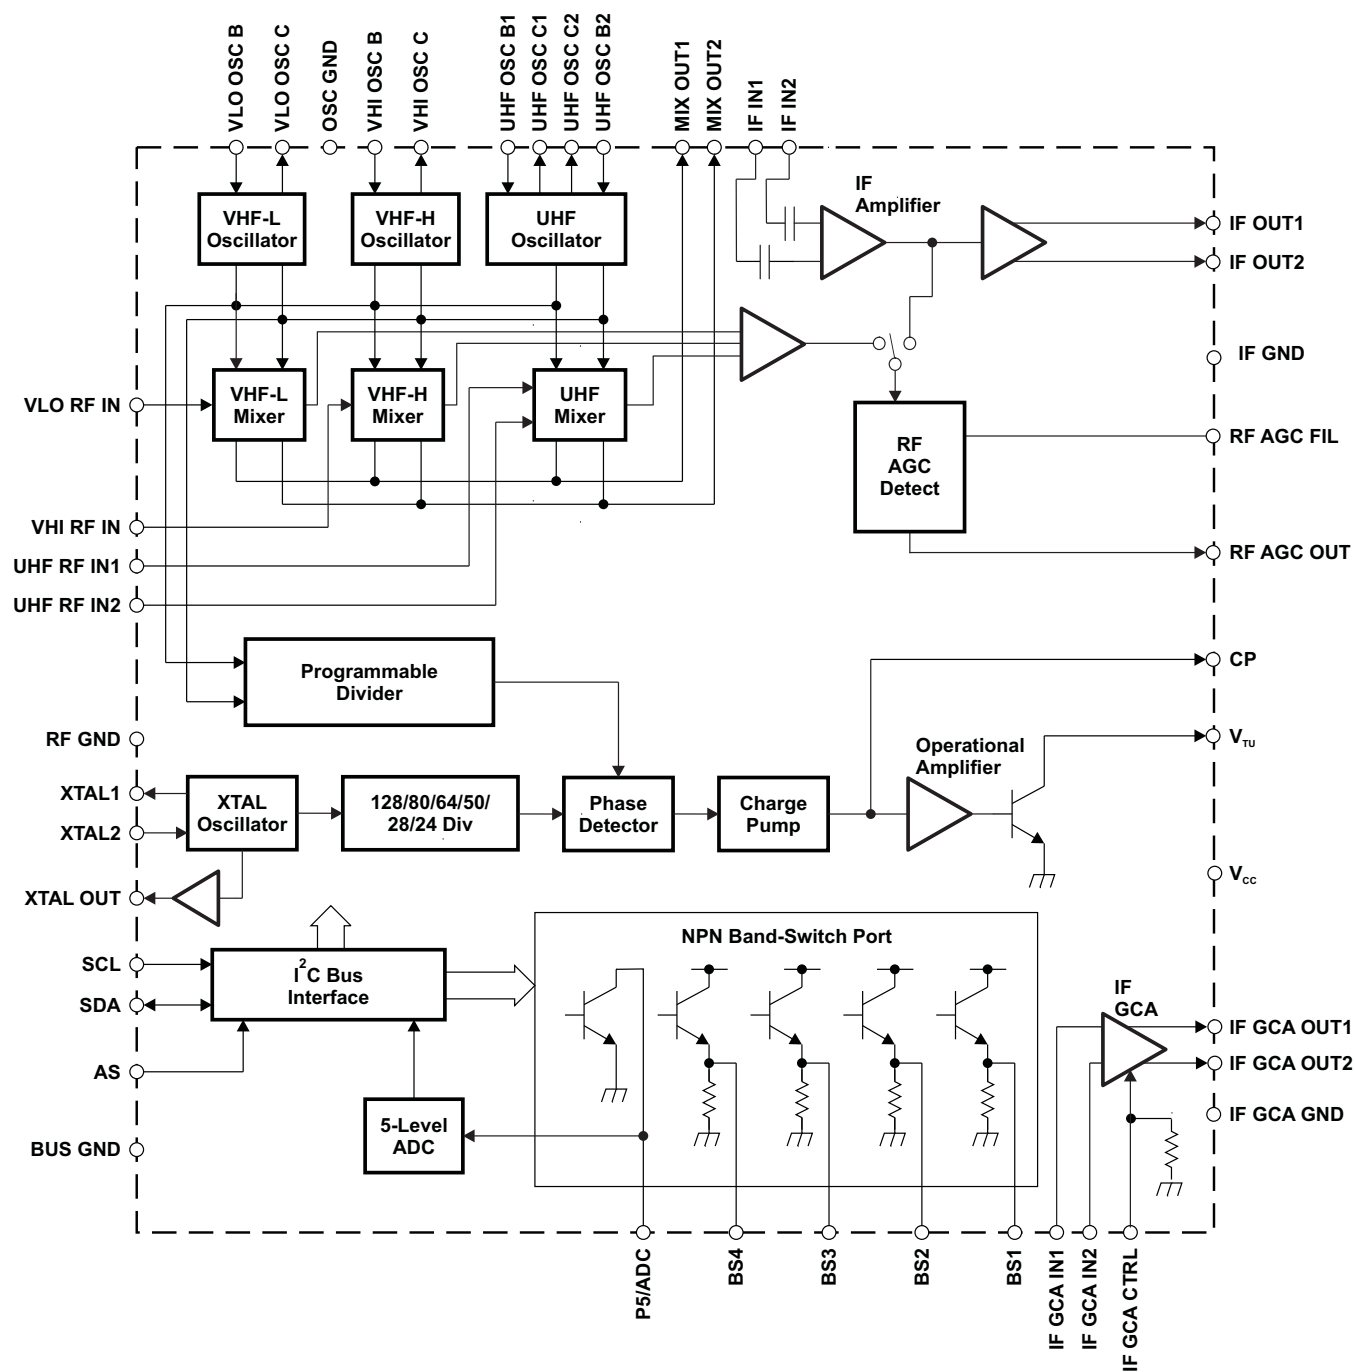 VLO OSC B
VLO OSC C
OSC GND
VHI OSC B
VHI OSC C
UHF OSC B1
UHF OSC C1
UHF OSC C2
UHF OSC B2
MIX OUT1
MIX OUT2
IF IN1
IF IN2
VHF-L
Oscillator
VHF-H
Oscillator
UHF
Oscillator
IF
Amplifier
IF OUT1
IF OUT2
IF GND
VLO RF IN
VHF-L
Mixer
VHF-H
Mixer
UHF
Mixer
RF
AGC
Detect
RF AGC FIL
VHI RF IN
UHF RF IN1
UHF RF IN2
RF AGC OUT
Programmable
Divider
CP
RF GND
Operational
Amplifier
VTU
XTAL1
XTAL2
XTAL
Oscillator
128/80/64/50/
28/24 Div
Phase
Detector
Charge
Pump
XTAL OUT
VCC
NPN Band-Switch Port
SCL
SDA
I2C Bus
Interface
AS
IF
GCA
IF GCA OUT1
IF GCA OUT2
IF GCA GND
5-Level
ADC
BUS GND
P5/ADC
BS4
BS3
BS2
BS1
IF GCA IN1
IF GCA IN2
IF GCA CTRL